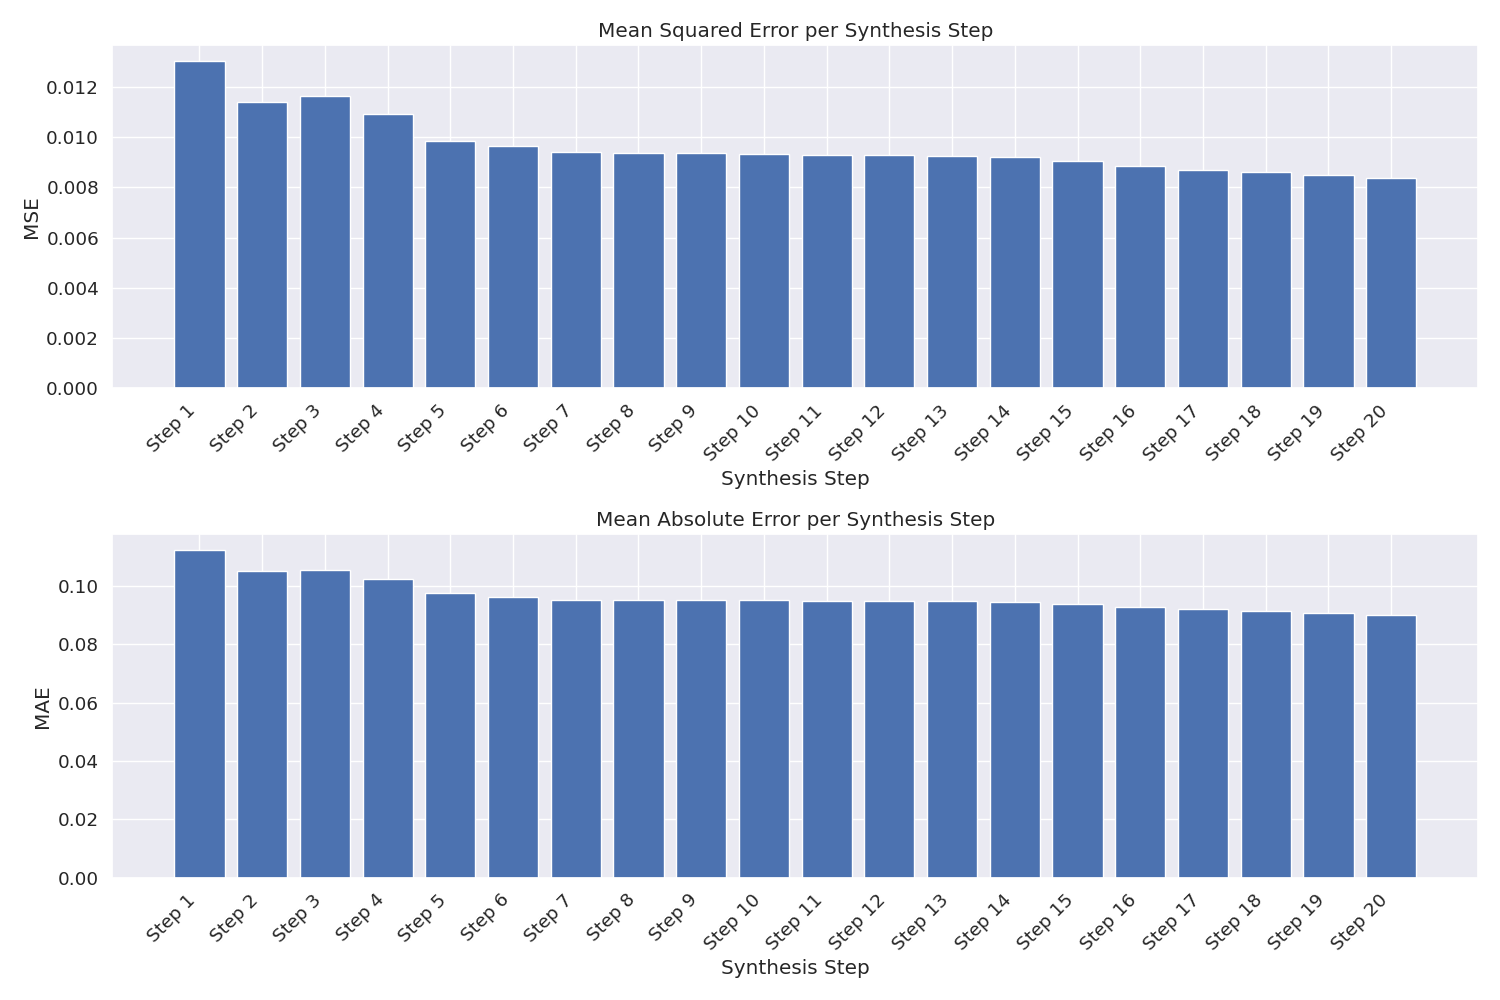 Mean Squared Error per Synthesis Step
MSE
0.012
0.010
0.008
0.006
0.004
0.002
0.000
Step 1
Step 2
Step 3
Step 4
Step 5
Step 6
Step 7
Step 8
Step 9
Step 10
Step 11
Step 12
Step 13
Step 14
Step 15
Step 16
Step 17
Step 18
Step 19
Step 20
Synthesis Step
Mean Absolute Error per Synthesis Step
MAE
0.10
0.08
0.06
0.04
0.02
0.00
Step 1
Step 2
Step 3
Step 4
Step 5
Step 6
Step 7
Step 8
Step 9
Step 10
Step 11
Step 12
Step 13
Step 14
Step 15
Step 16
Step 17
Step 18
Step 19
Step 20
Synthesis Step